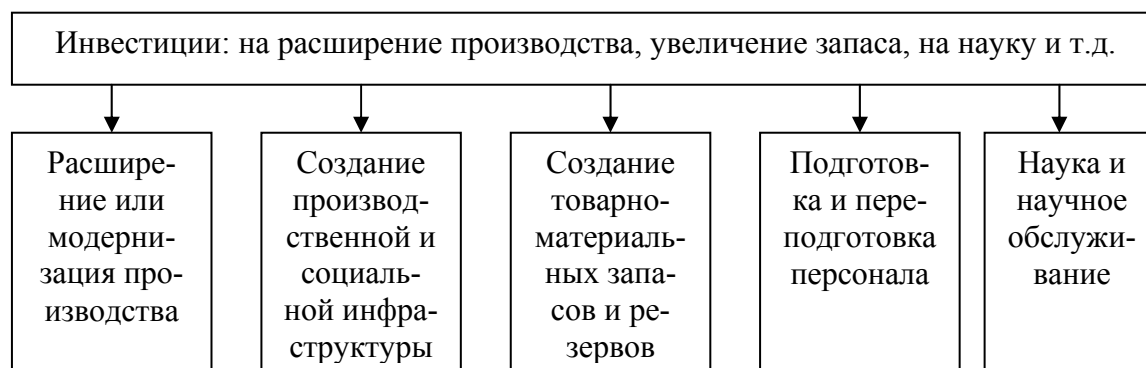 Инвестиции: на расширение производства, увеличение запаса, на науку и т.д.
Расшире-
ние или
модерни-
зация про-
изводства
Создание
производ-
ственной и
социаль-
ной инфра-
структуры
Создание
товарно-
материаль-
ных запа-
сов и ре-
зервов
Подготов-
ка и пере-
подготовка
персонала
Наука и
научное
обслужи-
вание